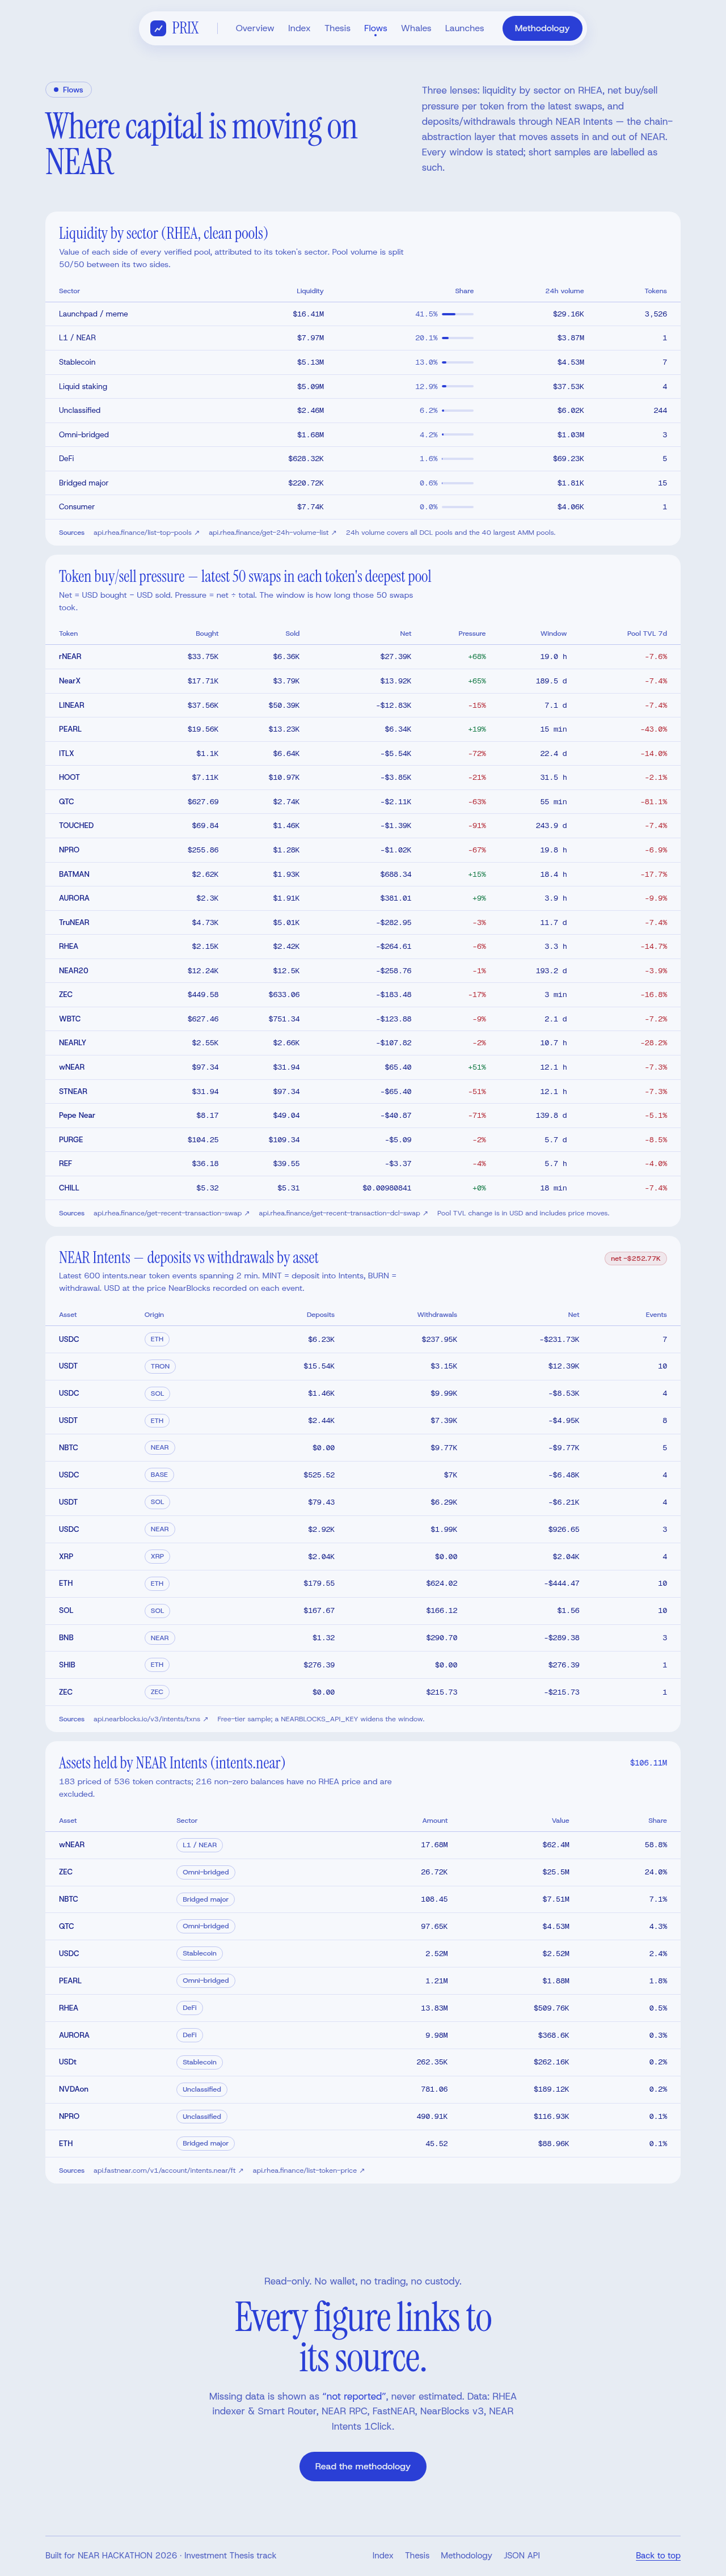 PRIX Overview Index Thesis Flows Whales Launches Methodology
Flows
Where capital is moving on
NEAR
Three lenses: liquidity by sector on RHEA, net buy/sell
pressure per token from the latest swaps, and
deposits/withdrawals through NEAR Intents — the chain-
abstraction layer that moves assets in and out of NEAR.
Every window is stated; short samples are labelled as
such.
Liquidity by sector (RHEA, clean pools)
Value of each side of every verified pool, attributed to its token's sector. Pool volume is split
50/50 between its two sides.
Sector Liquidity Share 24h volume Tokens
Launchpad / meme $16.41M 41.5% $29.16K 3,526
L1 / NEAR $7.97M 20.1% $3.87M 1
Stablecoin $5.13M 13.0% $4.53M 7
Liquid staking $5.09M 12.9% $37.53K 4
Unclassified $2.46M 6.2% $6.02K 244
Omni-bridged $1.68M 4.2% $1.03M 3
DeFi $628.32K 1.6% $69.23K 5
Bridged major $220.72K 0.6% $1.81K 15
Consumer $7.74K 0.0% $4.06K 1
Sources api.rhea.finance/list-top-pools ↗ api.rhea.finance/get-24h-volume-list ↗ 24h volume covers all DCL pools and the 40 largest AMM pools.
Token buy/sell pressure — latest 50 swaps in each token's deepest pool
Net = USD bought − USD sold. Pressure = net ÷ total. The window is how long those 50 swaps
took.
Token Bought Sold Net Pressure Window Pool TVL 7d
rNEAR $33.75K $6.36K $27.39K +68% 19.0 h -7.6%
NearX $17.71K $3.79K $13.92K +65% 189.5 d -7.4%
LINEAR $37.56K $50.39K -$12.83K -15% 7.1 d -7.4%
PEARL $19.56K $13.23K $6.34K +19% 15 min -43.0%
ITLX $1.1K $6.64K -$5.54K -72% 22.4 d -14.0%
HOOT $7.11K $10.97K -$3.85K -21% 31.5 h -2.1%
QTC $627.69 $2.74K -$2.11K -63% 55 min -81.1%
TOUCHED $69.84 $1.46K -$1.39K -91% 243.9 d -7.4%
NPRO $255.86 $1.28K -$1.02K -67% 19.8 h -6.9%
BATMAN $2.62K $1.93K $688.34 +15% 18.4 h -17.7%
AURORA $2.3K $1.91K $381.01 +9% 3.9 h -9.9%
TruNEAR $4.73K $5.01K -$282.95 -3% 11.7 d -7.4%
RHEA $2.15K $2.42K -$264.61 -6% 3.3 h -14.7%
NEAR20 $12.24K $12.5K -$258.76 -1% 193.2 d -3.9%
ZEC $449.58 $633.06 -$183.48 -17% 3 min -16.8%
WBTC $627.46 $751.34 -$123.88 -9% 2.1 d -7.2%
NEARLY $2.55K $2.66K -$107.82 -2% 10.7 h -28.2%
wNEAR $97.34 $31.94 $65.40 +51% 12.1 h -7.3%
STNEAR $31.94 $97.34 -$65.40 -51% 12.1 h -7.3%
Pepe Near $8.17 $49.04 -$40.87 -71% 139.8 d -5.1%
PURGE $104.25 $109.34 -$5.09 -2% 5.7 d -8.5%
REF $36.18 $39.55 -$3.37 -4% 5.7 h -4.0%
CHILL $5.32 $5.31 $0.00980841 +0% 18 min -7.4%
Sources api.rhea.finance/get-recent-transaction-swap ↗ api.rhea.finance/get-recent-transaction-dcl-swap ↗ Pool TVL change is in USD and includes price moves.
NEAR Intents — deposits vs withdrawals by asset net -$252.77K
Latest 600 intents.near token events spanning 2 min. MINT = deposit into Intents, BURN =
withdrawal. USD at the price NearBlocks recorded on each event.
Asset Origin Deposits Withdrawals Net Events
USDC ETH $6.23K $237.95K -$231.73K 7
USDT TRON $15.54K $3.15K $12.39K 10
USDC SOL $1.46K $9.99K -$8.53K 4
USDT ETH $2.44K $7.39K -$4.95K 8
NBTC NEAR $0.00 $9.77K -$9.77K 5
USDC BASE $525.52 $7K -$6.48K 4
USDT SOL $79.43 $6.29K -$6.21K 4
USDC NEAR $2.92K $1.99K $926.65 3
XRP XRP $2.04K $0.00 $2.04K 4
ETH ETH $179.55 $624.02 -$444.47 10
SOL SOL $167.67 $166.12 $1.56 10
BNB NEAR $1.32 $290.70 -$289.38 3
SHIB ETH $276.39 $0.00 $276.39 1
ZEC ZEC $0.00 $215.73 -$215.73 1
Sources api.nearblocks.io/v3/intents/txns ↗ Free-tier sample; a NEARBLOCKS_API_KEY widens the window.
Assets held by NEAR Intents (intents.near) $106.11M
183 priced of 536 token contracts; 216 non-zero balances have no RHEA price and are
excluded.
Asset Sector Amount Value Share
wNEAR L1 / NEAR 17.68M $62.4M 58.8%
ZEC Omni-bridged 26.72K $25.5M 24.0%
NBTC Bridged major 108.45 $7.51M 7.1%
QTC Omni-bridged 97.65K $4.53M 4.3%
USDC Stablecoin 2.52M $2.52M 2.4%
PEARL Omni-bridged 1.21M $1.88M 1.8%
RHEA DeFi 13.83M $509.76K 0.5%
AURORA DeFi 9.98M $368.6K 0.3%
USDt Stablecoin 262.35K $262.16K 0.2%
NVDAon Unclassified 781.06 $189.12K 0.2%
NPRO Unclassified 490.91K $116.93K 0.1%
ETH Bridged major 45.52 $88.96K 0.1%
Sources api.fastnear.com/v1/account/intents.near/ft ↗ api.rhea.finance/list-token-price ↗
Read-only. No wallet, no trading, no custody.
Every figure links to
its source.
Missing data is shown as “not reported”, never estimated. Data: RHEA
indexer & Smart Router, NEAR RPC, FastNEAR, NearBlocks v3, NEAR
Intents 1Click.
Read the methodology
Built for NEAR HACKATHON 2026 · Investment Thesis track Index Thesis Methodology JSON API Back to top